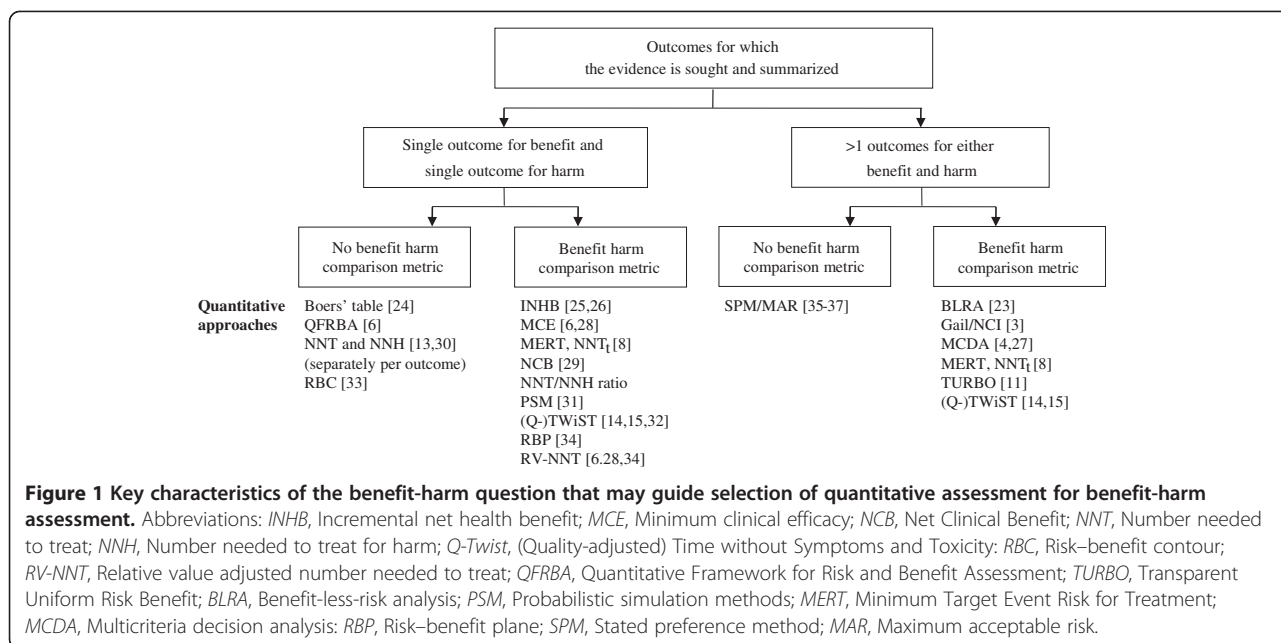 Outcomes for which
the evidence is sought and summarized
Single outcome for benefit and
single outcome for harm
>1 outcomes for either
benefit and harm
No benefit harm
comparison metric
Benefit harm
comparison metric
No benefit harm
comparison metric
Benefit harm
comparison metric
Quantitative
approaches
Boers' table [24]
QFRBA [6]
NNT and NNH [13,30]
(separately per outcome)
RBC [33]
INHB [25,26]
MCE [6,28]
MERT, NNTt [8]
NCB [29]
NNT/NNH ratio
PSM [31]
(Q-)TWiST [14,15,32]
RBP [34]
RV-NNT [6.28,34]
SPM/MAR [35-37]
BLRA [23]
Gail/NCI [3]
MCDA [4,27]
MERT, NNTt [8]
TURBO [11]
(Q-)TWiST [14,15]
Figure 1 Key characteristics of the benefit-harm question that may guide selection of quantitative assessment for benefit-harm
assessment. Abbreviations: INHB, Incremental net health benefit; MCE, Minimum clinical efficacy; NCB, Net Clinical Benefit; NNT, Number needed
to treat; NNH, Number needed to treat for harm; Q-Twist, (Quality-adjusted) Time without Symptoms and Toxicity: RBC, Risk–benefit contour;
RV-NNT, Relative value adjusted number needed to treat; QFRBA, Quantitative Framework for Risk and Benefit Assessment; TURBO, Transparent
Uniform Risk Benefit; BLRA, Benefit-less-risk analysis; PSM, Probabilistic simulation methods; MERT, Minimum Target Event Risk for Treatment;
MCDA, Multicriteria decision analysis: RBP, Risk–benefit plane; SPM, Stated preference method; MAR, Maximum acceptable risk.